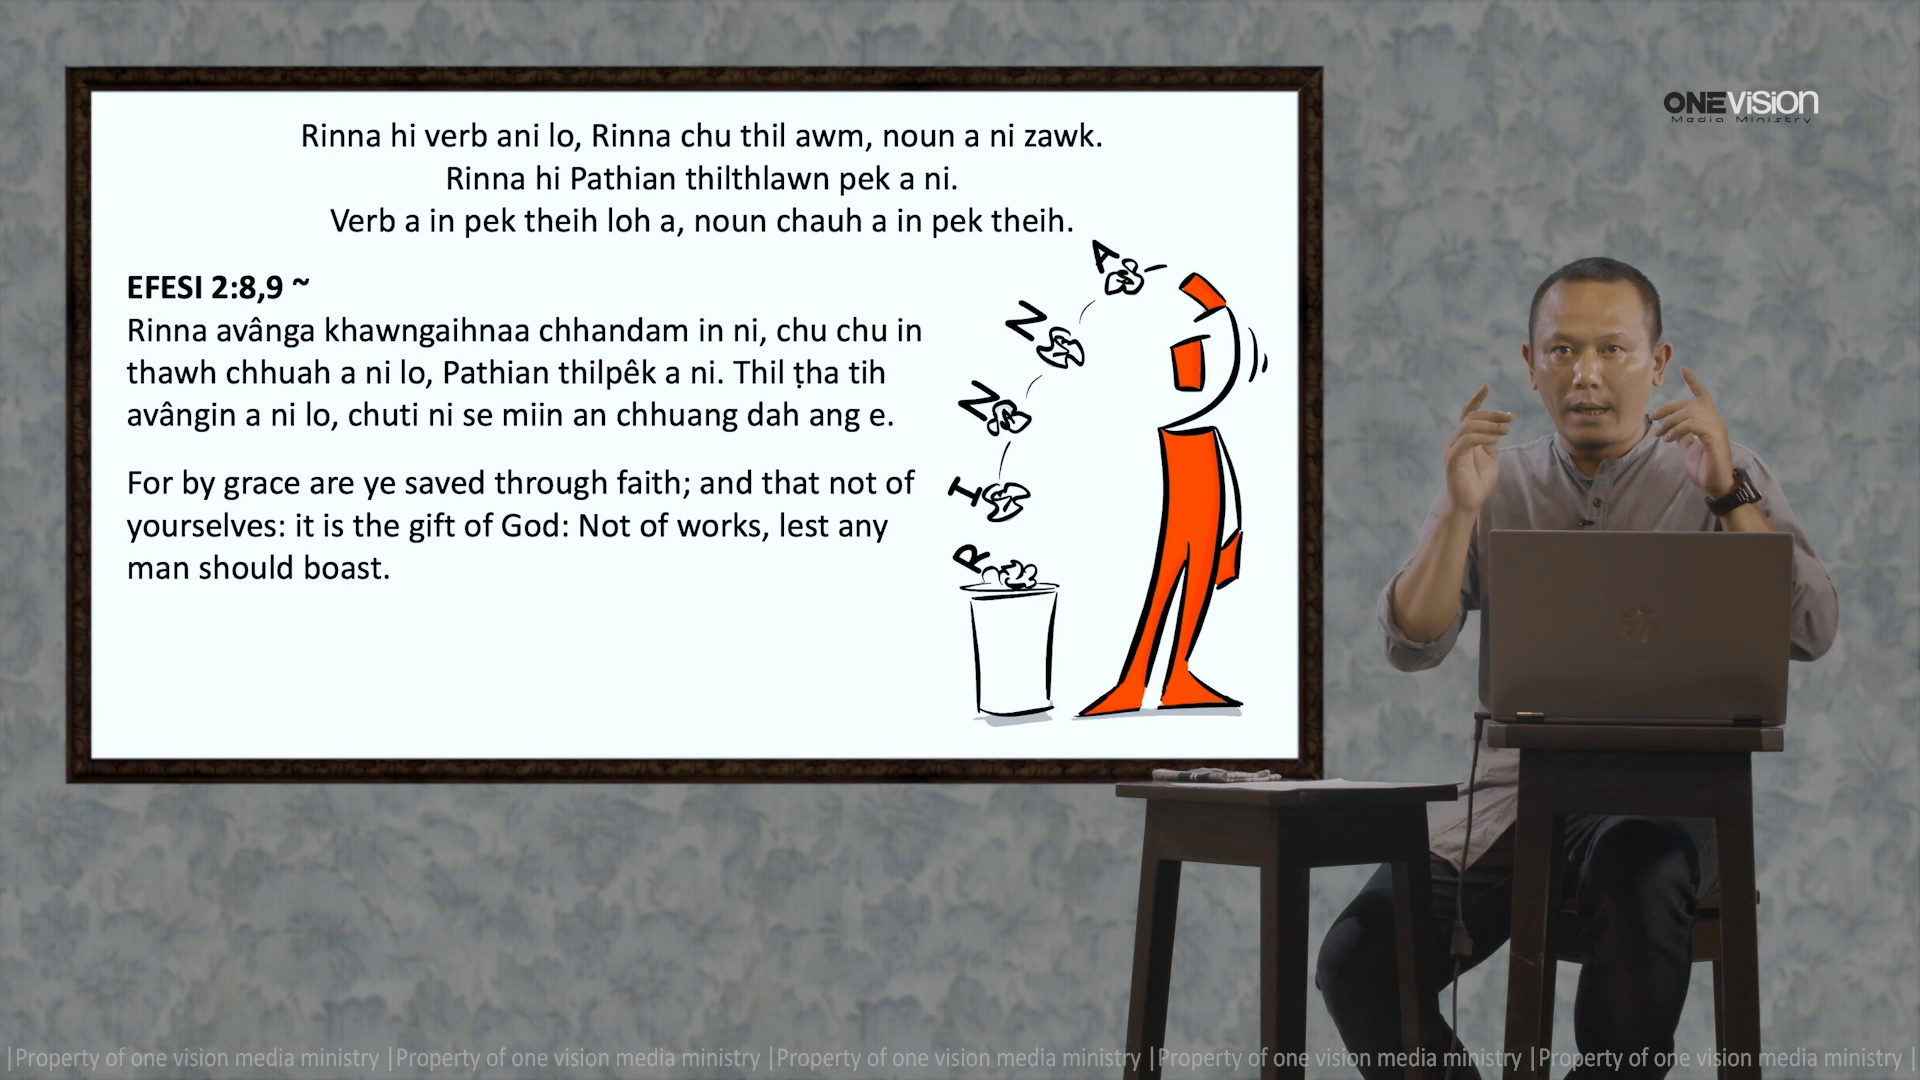 ONEVISION
Media Ministry
Rinna hi verb ani lo, Rinna chu thil awm, noun a ni zawk.
Rinna hi Pathian thilthlawn pek a ni.
Verb a in pek theih loh a, noun chauh a in pek theih.
EFESI 2:8,9 ~
Rinna avânga khawngaihnaa chhandam in ni, chu chu in
thawh chhuah a ni lo, Pathian thilpêk a ni. Thil ṭha tih
avângin a ni lo, chuti ni se miin an chhuang dah ang e.
For by grace are ye saved through faith; and that not of
yourselves: it is the gift of God: Not of works, lest any
man should boast.
R I N N A
|Property of one vision media ministry |Property of one vision media ministry |Property of one vision media ministry |Property of one vision media ministry |Property of one vision media ministry |